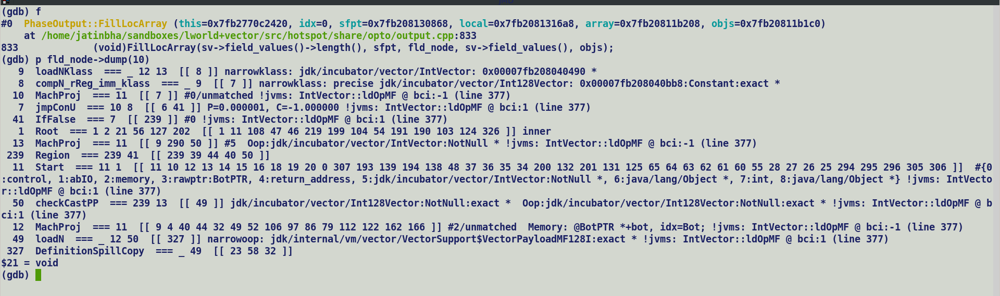 JMD
(gdb) f
#0  PhaseOutput::FillLocArray (this=0x7fb2770c2420, idx=0, sfpt=0x7fb208130868, local=0x7fb2081316a8, array=0x7fb20811b208, objs=0x7fb20811b1c0)
    at /home/jatinbha/sandboxes/lworld+vector/src/hotspot/share/opto/output.cpp:833
833             (void)FillLocArray(sv->field_values()->length(), sfpt, fld_node, sv->field_values(), objs);
(gdb) p fld_node->dump(10)
   9  loadNKlass  === _ 12 13  [[ 8 ]] narrowklass: jdk/incubator/vector/IntVector: 0x00007fb208040490 *
   8  compN_rReg_imm_klass  === _ 9  [[ 7 ]] narrowklass: precise jdk/incubator/vector/Int128Vector: 0x00007fb208040bb8:Constant:exact *
  10  MachProj  === 11  [[ 7 ]] #0/unmatched !jvms: IntVector::ldOpMF @ bci:-1 (line 377)
   7  jmpConU  === 10 8  [[ 6 41 ]] P=0.000001, C=-1.000000 !jvms: IntVector::ldOpMF @ bci:1 (line 377)
  41  IfFalse  === 7  [[ 239 ]] #0 !jvms: IntVector::ldOpMF @ bci:1 (line 377)
   1  Root  === 1 2 21 56 127 202  [[ 1 11 108 47 46 219 199 104 54 191 190 103 124 326 ]] inner
  13  MachProj  === 11  [[ 9 290 50 ]] #5  Oop:jdk/incubator/vector/IntVector:NotNull * !jvms: IntVector::ldOpMF @ bci:-1 (line 377)
 239  Region  === 239 41  [[ 239 39 44 40 50 ]]
  11  Start  === 11 1  [[ 11 10 12 13 14 15 16 18 19 20 0 307 193 139 194 138 48 37 36 35 34 200 132 201 131 125 65 64 63 62 61 60 55 28 27 26 25 294 295 296 305 306 ]]  #{0
:control, 1:abIO, 2:memory, 3:rawptr:BotPTR, 4:return_address, 5:jdk/incubator/vector/IntVector:NotNull *, 6:java/lang/Object *, 7:int, 8:java/lang/Object *} !jvms: IntVecto
r::ldOpMF @ bci:1 (line 377)
  50  checkCastPP  === 239 13  [[ 49 ]] jdk/incubator/vector/Int128Vector:NotNull:exact *  Oop:jdk/incubator/vector/Int128Vector:NotNull:exact * !jvms: IntVector::ldOpMF @ b
ci:1 (line 377)
  12  MachProj  === 11  [[ 9 4 40 44 32 49 52 106 97 86 79 112 122 162 166 ]] #2/unmatched  Memory: @BotPTR *+bot, idx=Bot; !jvms: IntVector::ldOpMF @ bci:-1 (line 377)
  49  loadN  === _ 12 50  [[ 327 ]] narrowoop: jdk/internal/vm/vector/VectorSupport$VectorPayloadMF128I:exact * !jvms: IntVector::ldOpMF @ bci:1 (line 377)
 327  DefinitionSpillCopy  === _ 49  [[ 23 58 32 ]]
$21 = void
(gdb)